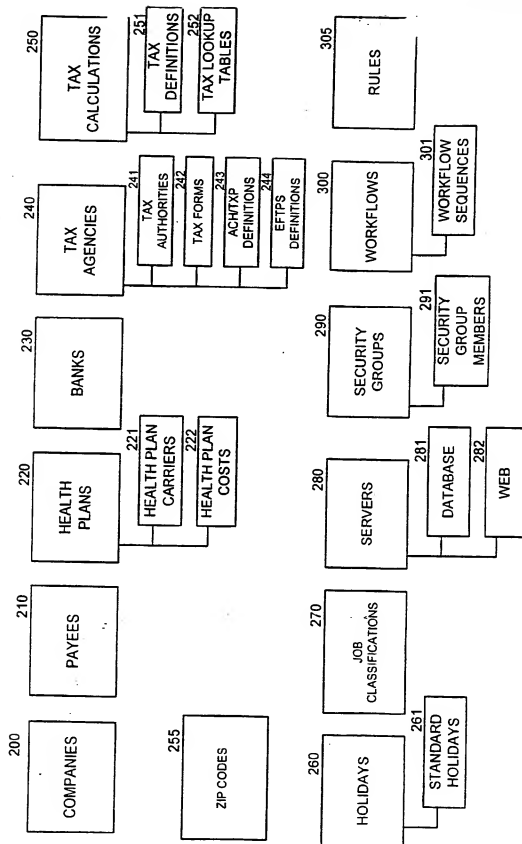 200
COMPANIES
210
PAYEES
220
HEALTH
PLANS
221
HEALTH PLAN
CARRIERS
222
HEALTH PLAN
COSTS
230
BANKS
240
TAX
AGENCIES
241
TAX
AUTHORITIES
242
TAX FORMS
243
ACH/TXP
DEFINITIONS
244
EFTPS
DEFINITIONS
250
TAX
CALCULATIONS
251
TAX
DEFINITIONS
252
TAX LOOKUP
TABLES
255
ZIP CODES
260
HOLIDAYS
261
STANDARD
HOLIDAYS
270
JOB
CLASSIFICATIONS
280
SERVERS
281
DATABASE
282
WEB
290
SECURITY
GROUPS
291
SECURITY
GROUP
MEMBERS
300
WORKFLOWS
301
WORKFLOW
SEQUENCES
305
RULES